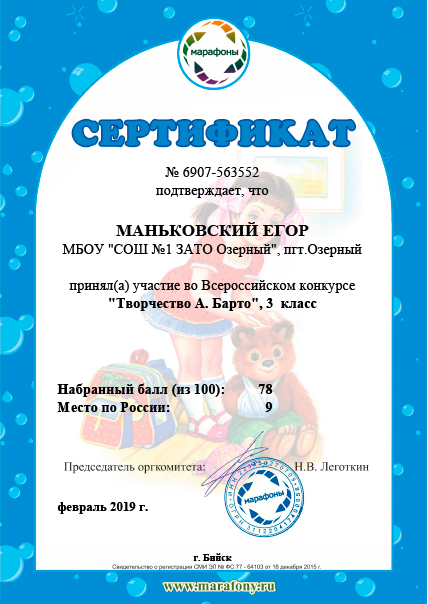 марафоны
СЕРТИФИКАТ
№ 6907-563552
подтверждает, что
МАНЬКОВСКИЙ ЕГОР
МБОУ "СОШ №1 ЗАТО Озерный", пгт.Озерный
принял(а) участие во Всероссийском конкурсе
"Творчество А. Барто", 3 класс
Набранный балл (из 100): 78
Место по России: 9
Председатель оргкомитета: Н.В. Леготкин
марафоны
февраль 2019 г.
г. Бийск
Свидетельство о регистрации СМИ ЭЛ № ФС 77 - 64103 от 18 декабря 2015 г.
www.marafony.ru